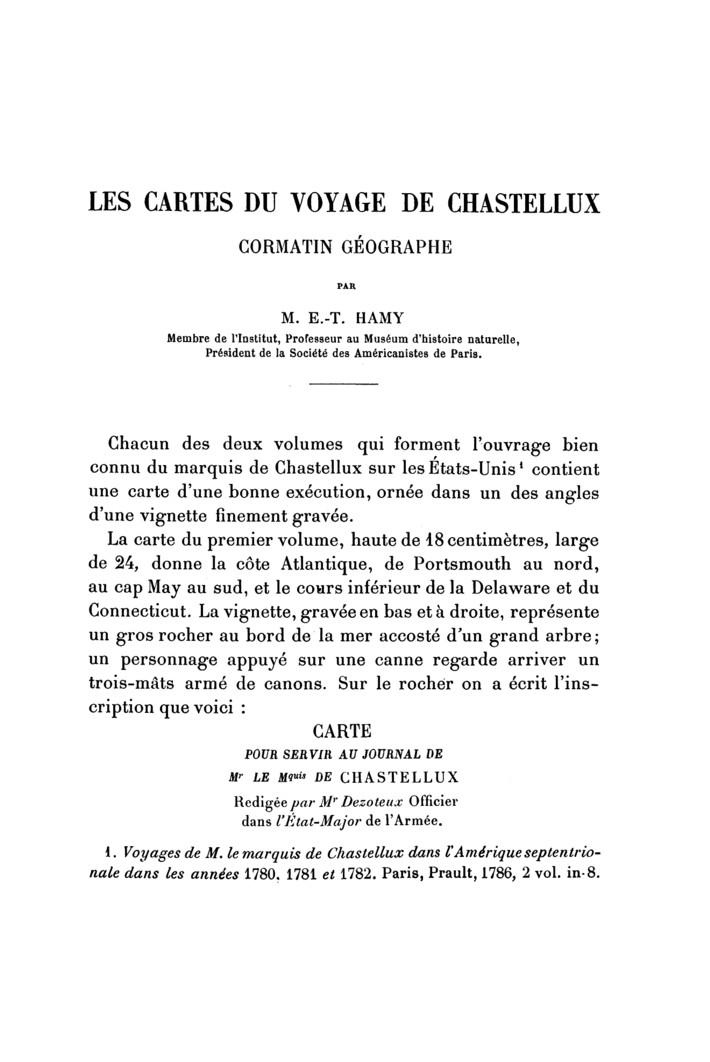 LES CARTES DU VOYAGE DE CHASTELLUX
CORMATIN GÉOGRAPHE
PAR
M. E.-T. HAMY
Membre de l'Institut, Professeur au Muséum d'histoire naturelle,
Président de la Société des Américanistes de Paris.
Chacun des deux volumes qui forment l'ouvrage bien
connu du marquis de Chastellux sur les États-Unis¹ contient
une carte d'une bonne exécution, ornée dans un des angles
d'une vignette finement gravée.
La carte du premier volume, haute de 18 centimètres, large
de 24, donne la côte Atlantique, de Portsmouth au nord,
au cap May au sud, et le cours inférieur de la Delaware et du
Connecticut. La vignette, gravée en bas et à droite, représente
un gros rocher au bord de la mer accosté d'un grand arbre;
un personnage appuyé sur une canne regarde arriver un
trois-mâts armé de canons. Sur le rocher on a écrit l'ins-
cription que voici :
CARTE
POUR SERVIR AU JOURNAL DE
Mr LE Mquis DE CHASTELLUX
Redigée par Mr Dezoteux Officier
dans l'État-Major de l'Armée.
1. Voyages de M. le marquis de Chastellux dans l'Amérique septentrio-
nale dans les années 1780, 1781 et 1782. Paris, Prault, 1786, 2 vol. in-8.